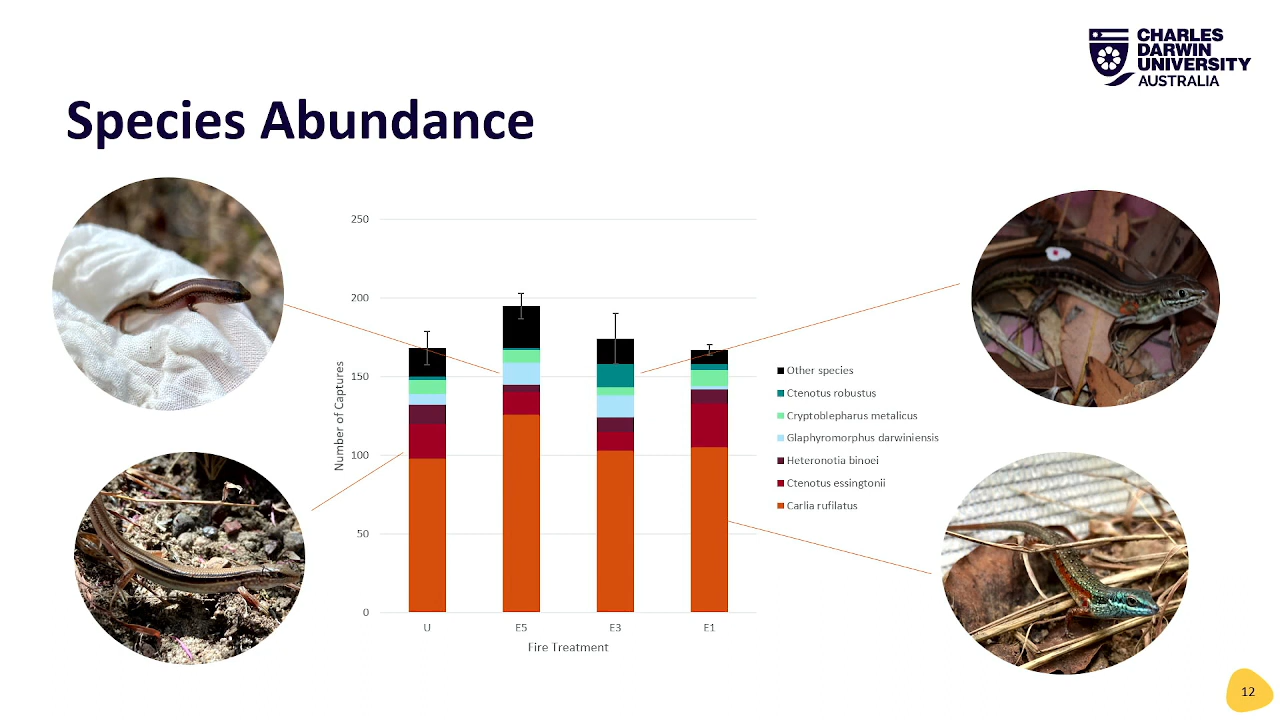 CHARLES
DARWIN
UNIVERSITY
AUSTRALIA
Species Abundance
250
200
150
100
50
0
Number of Captures
U
E5
E3
E1
Fire Treatment
Other species
Ctenotus robustus
Cryptoblepharus metalicus
Glaphyromorphus darwiniensis
Heteronotia binoei
Ctenotus essingtonii
Carlia rufilatus
12